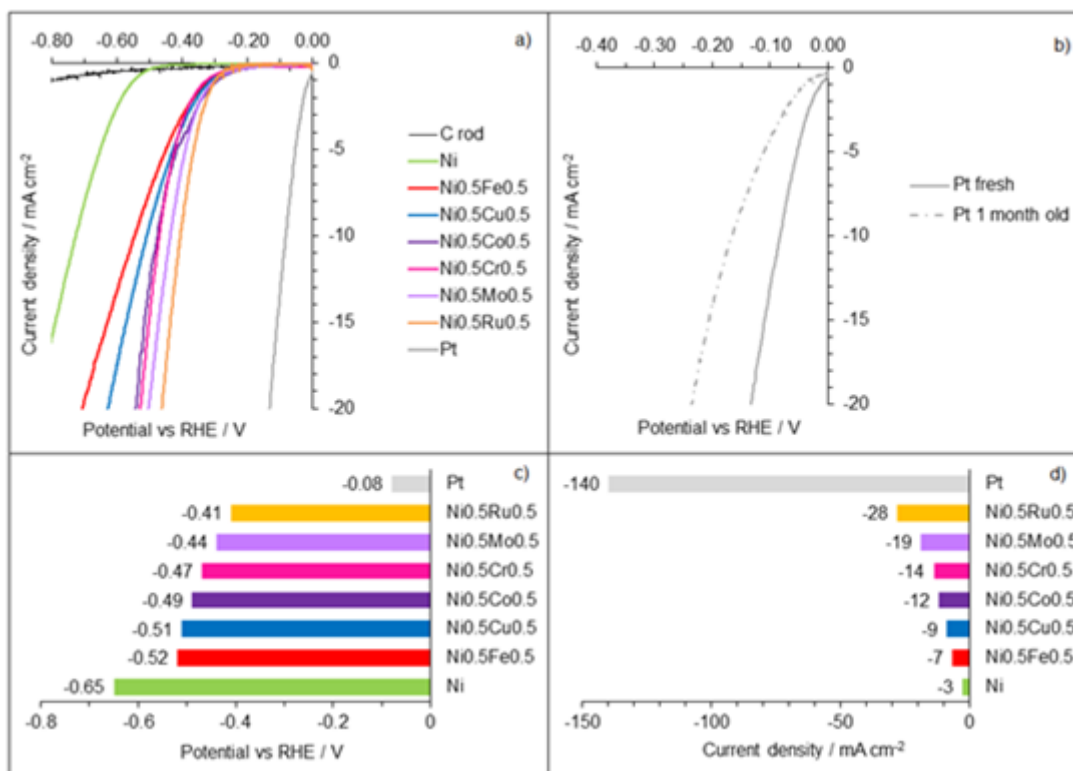 -0.80 -0.60 -0.40 -0.20 0.00
a)
0
-5
-10
-15
-20
Current density / mA cm⁻²
Potential vs RHE / V
C rod
Ni
Ni0.5Fe0.5
Ni0.5Cu0.5
Ni0.5Co0.5
Ni0.5Cr0.5
Ni0.5Mo0.5
Ni0.5Ru0.5
Pt
-0.40 -0.30 -0.20 -0.10 0.00
b)
0
-5
-10
-15
-20
Current density / mA cm⁻²
Potential vs RHE / V
Pt fresh
Pt 1 month old
c)
-0.08 Pt
-0.41 Ni0.5Ru0.5
-0.44 Ni0.5Mo0.5
-0.47 Ni0.5Cr0.5
-0.49 Ni0.5Co0.5
-0.51 Ni0.5Cu0.5
-0.52 Ni0.5Fe0.5
-0.65 Ni
-0.8 -0.6 -0.4 -0.2 0
Potential vs RHE / V
d)
-140 Pt
-28 Ni0.5Ru0.5
-19 Ni0.5Mo0.5
-14 Ni0.5Cr0.5
-12 Ni0.5Co0.5
-9 Ni0.5Cu0.5
-7 Ni0.5Fe0.5
-3 Ni
-150 -100 -50 0
Current density / mA cm⁻²